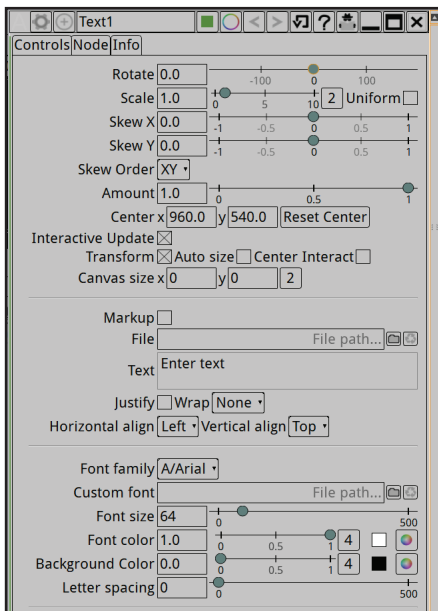 Text1
Controls Node Info
Rotate 0.0 -100 0 100
Scale 1.0 0 5 10 2 Uniform
Skew X 0.0 -1 -0.5 0 0.5 1
Skew Y 0.0 -1 -0.5 0 0.5 1
Skew Order XY
Amount 1.0 0 0.5 1
Center x 960.0 y 540.0 Reset Center
Interactive Update
Transform Auto size Center Interact
Canvas size x 0 y 0 2
Markup
File File path...
Text Enter text
Justify Wrap None
Horizontal align Left Vertical align Top
Font family A/Arial
Custom font File path...
Font size 64 0 500
Font color 1.0 0 0.5 1 4
Background Color 0.0 0 0.5 1 4
Letter spacing 0 0 500